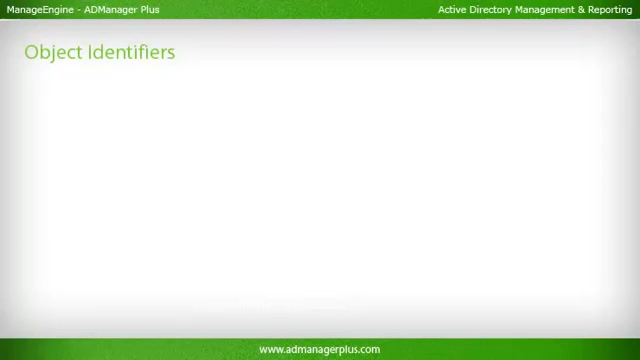 ManageEngine - ADManager Plus
Active Directory Management & Reporting
Object Identifiers
www.admanagerplus.com